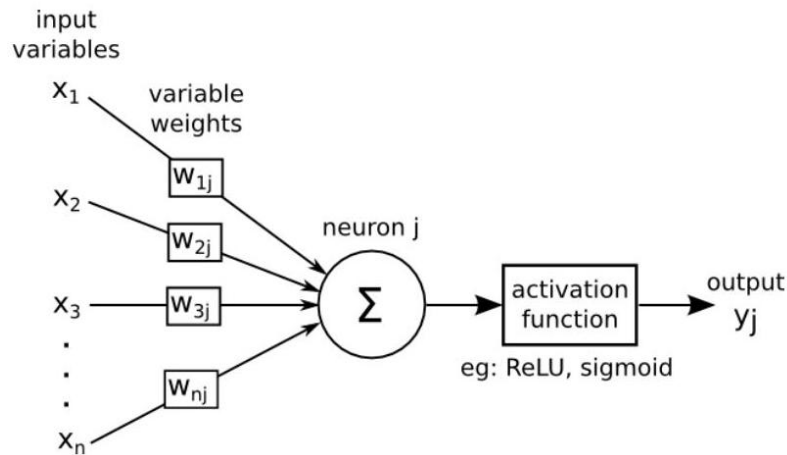 input
variables
x₁
variable
weights
w₁ⱼ
x₂
w₂ⱼ
neuron j
x₃
w₃ⱼ
Σ
activation
function
output
yⱼ
eg: ReLU, sigmoid
.
.
.
wₙⱼ
xₙ